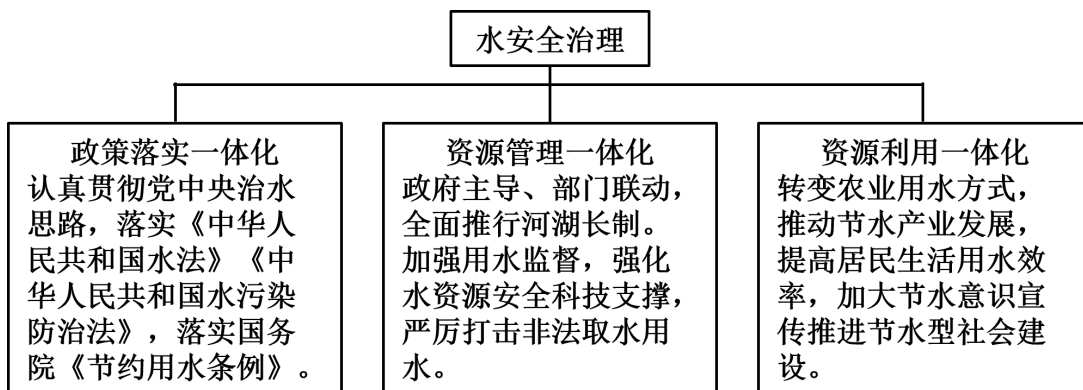 水安全治理
政策落实一体化
认真贯彻党中央治水
思路，落实《中华人
民共和国水法》《中
华人民共和国水污染
防治法》，落实国务
院《节约用水条例》。
资源管理一体化
政府主导、部门联动，
全面推行河湖长制。
加强用水监督，强化
水资源安全科技支撑，
严厉打击非法取水用
水。
资源利用一体化
转变农业用水方式，
推动节水产业发展，
提高居民生活用水效
率，加大节水意识宣
传推进节水型社会建
设。